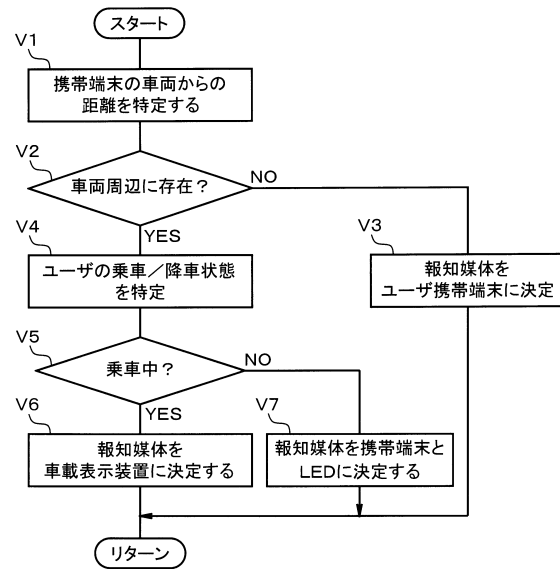 スタート
V1
携帯端末の車両からの
距離を特定する
V2
車両周辺に存在？
NO
YES
V4
ユーザの乗車／降車状態
を特定
V3
報知媒体を
ユーザ携帯端末に決定
V5
乗車中？
NO
YES
V6
報知媒体を
車載表示装置に決定する
V7
報知媒体を携帯端末と
LEDに決定する
リターン